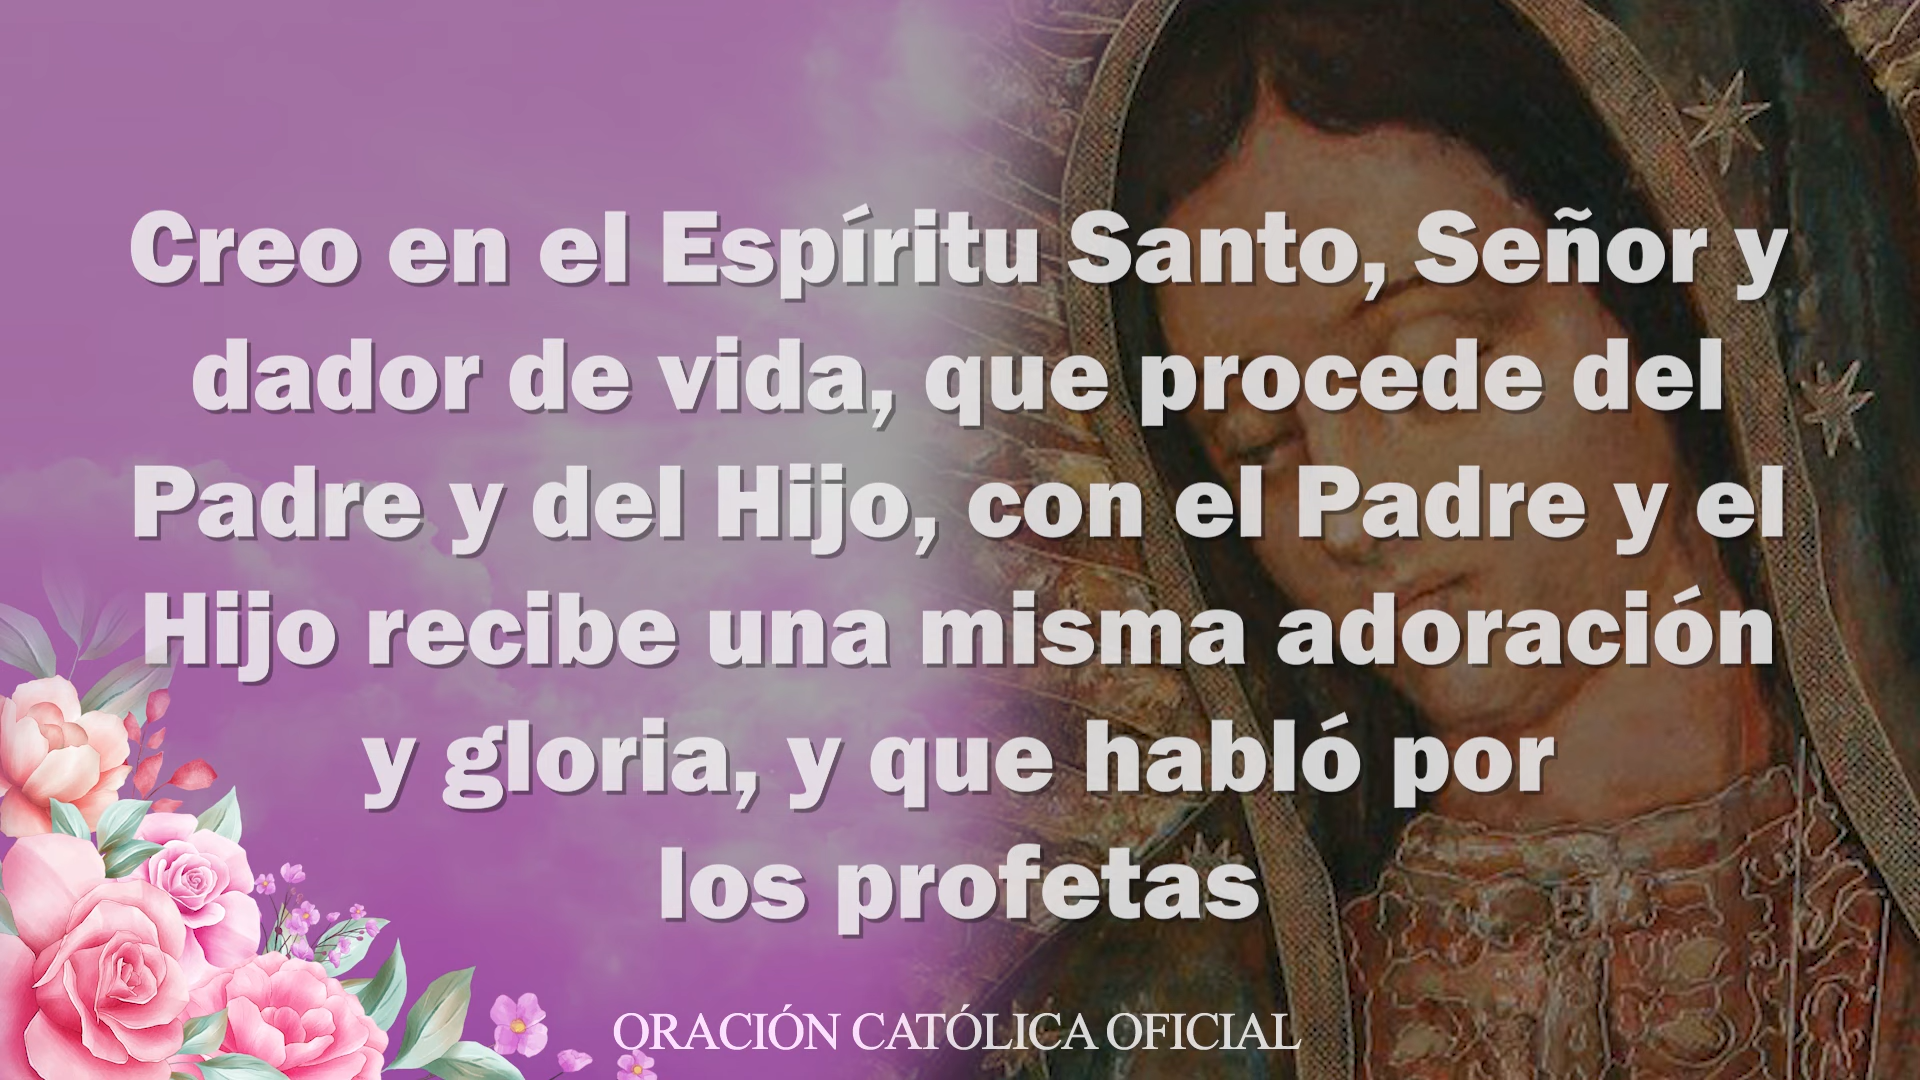 Creo en el Espíritu Santo, Señor y
dador de vida, que procede del
Padre y del Hijo, con el Padre y el
Hijo recibe una misma adoración
y gloria, y que habló por
los profetas
ORACIÓN CATÓLICA OFICIAL